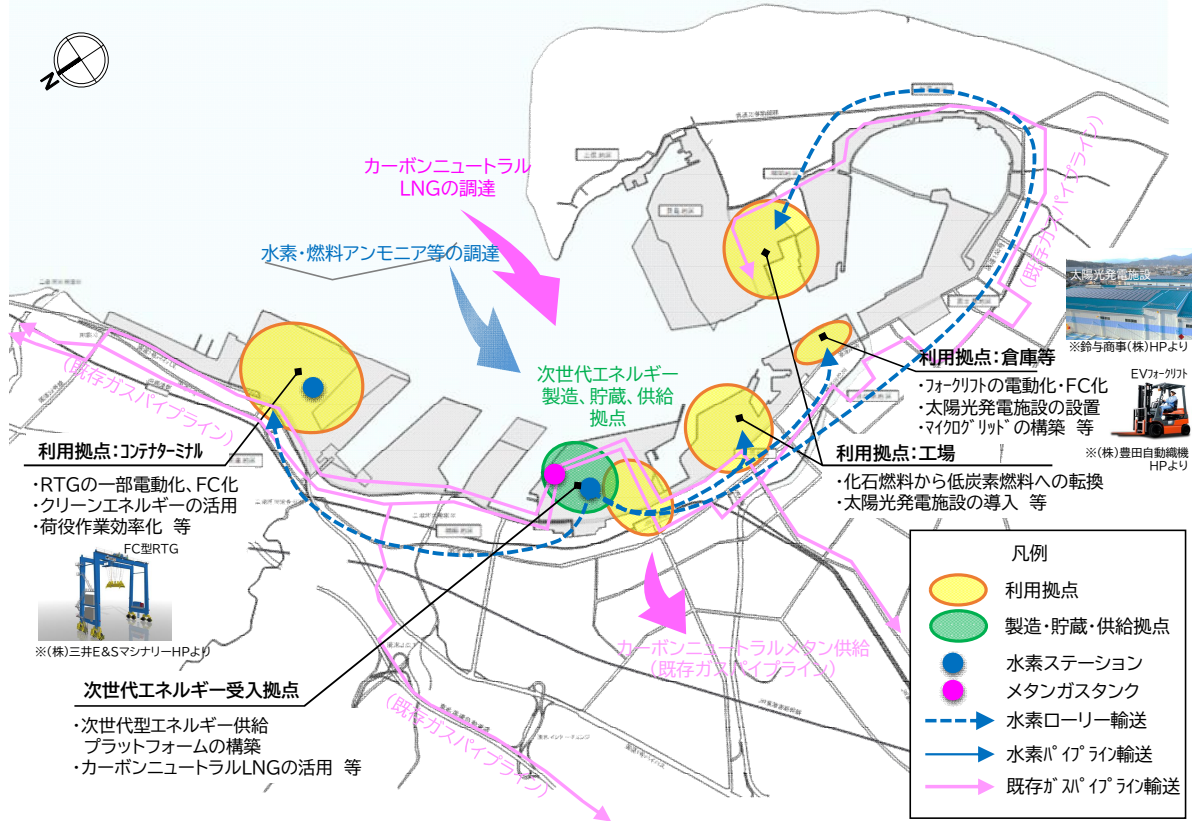 N
カーボンニュートラル
LNGの調達
水素・燃料アンモニア等の調達
(既存ガスパイプライン)
太陽光発電施設
※鈴与商事(株)HPより
利用拠点：倉庫等
・フォークリフトの電動化・FC化
・太陽光発電施設の設置
・マイクログリッドの構築 等
EVフォークリフト
※(株)豊田自動織機
HPより
次世代エネルギー
製造、貯蔵、供給
拠点
(既存ガスパイプライン)
利用拠点：コンテナターミナル
・RTGの一部電動化、FC化
・クリーンエネルギーの活用
・荷役作業効率化 等
FC型RTG
※(株)三井E&SマシナリーHPより
利用拠点：工場
・化石燃料から低炭素燃料への転換
・太陽光発電施設の導入 等
カーボンニュートラルメタン供給
(既存ガスパイプライン)
次世代エネルギー受入拠点
・次世代型エネルギー供給
プラットフォームの構築
・カーボンニュートラルLNGの活用 等
(既存ガスパイプライン)
凡例
利用拠点
製造・貯蔵・供給拠点
水素ステーション
メタンガスタンク
水素ローリー輸送
水素パイプライン輸送
既存ガスパイプライン輸送